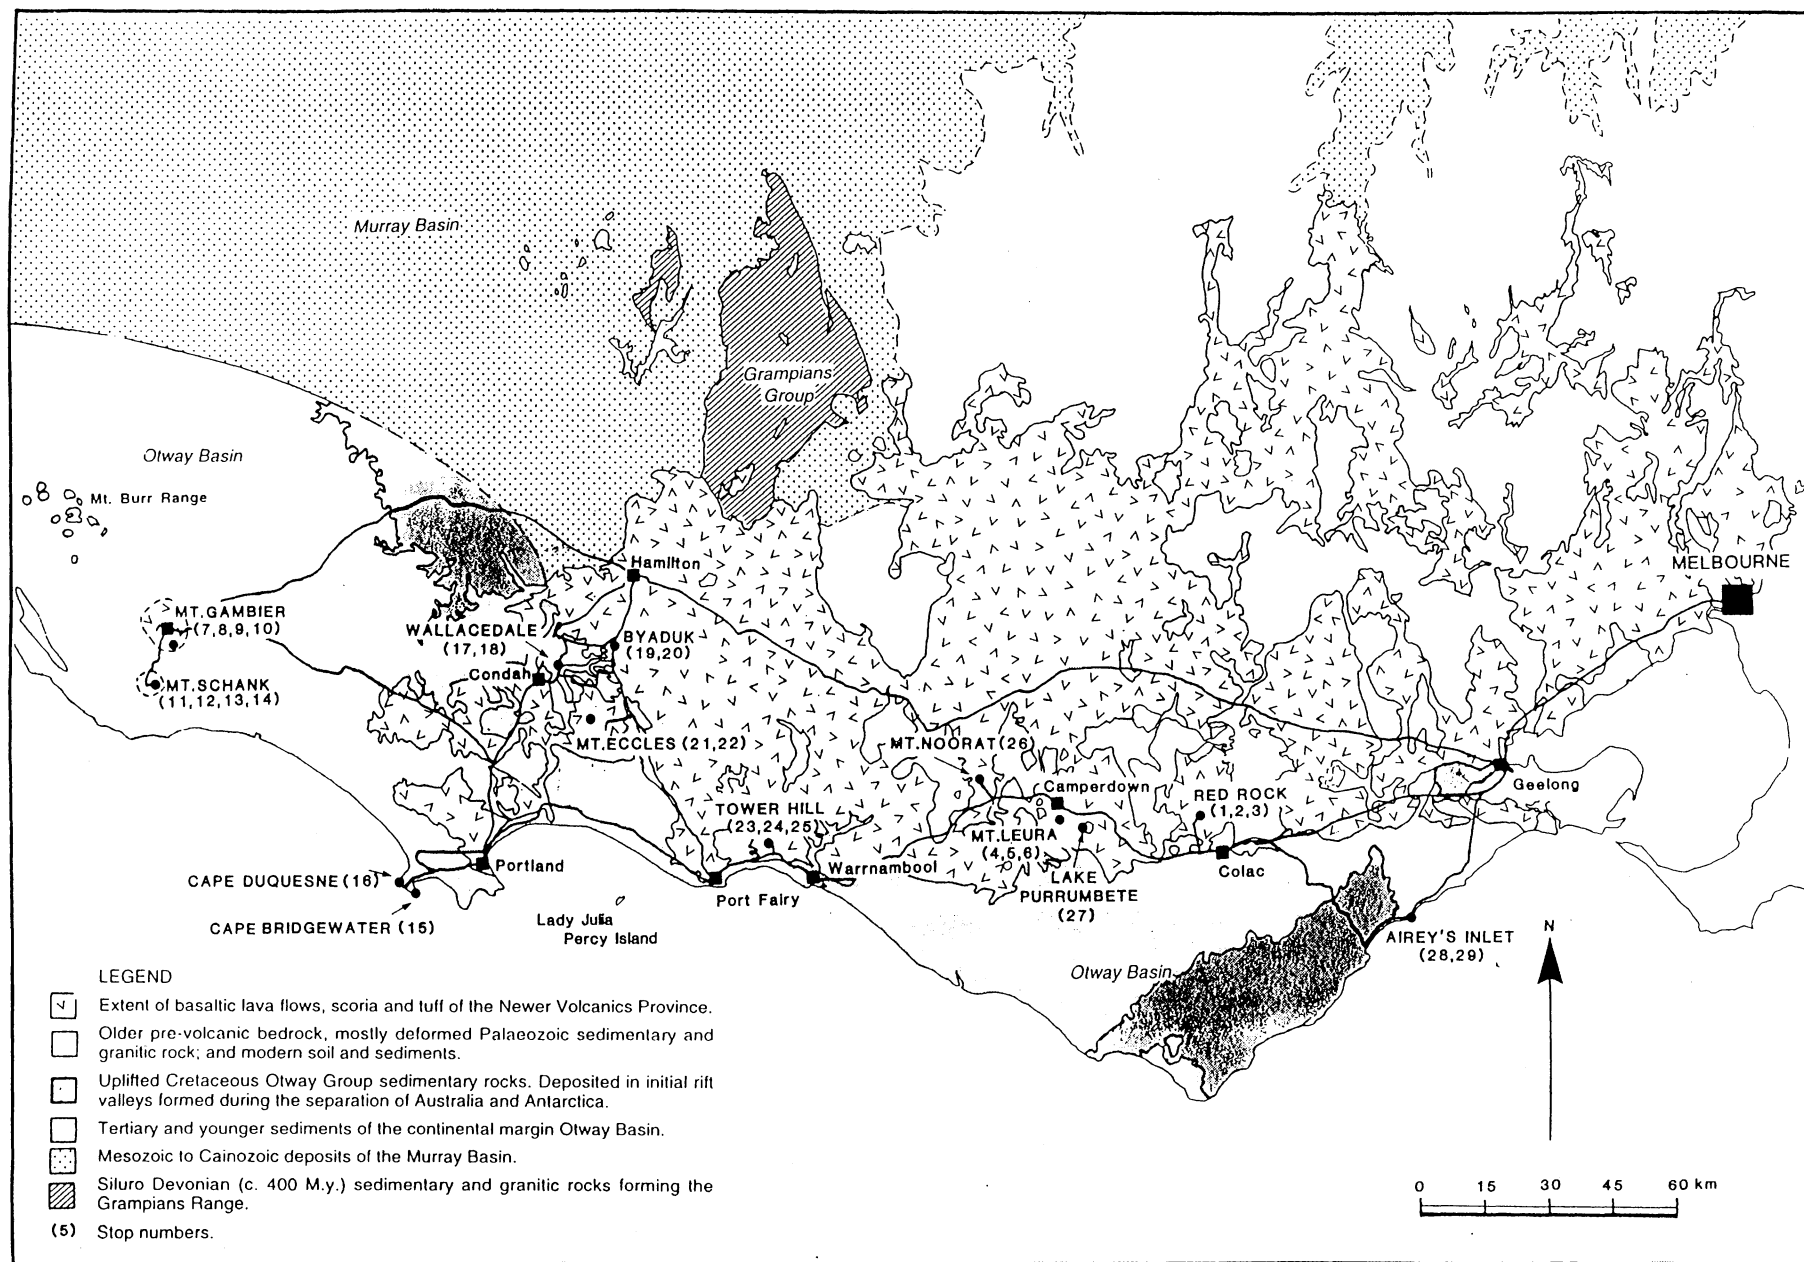 Murray Basin
Grampians
Group
Otway Basin
Mt. Burr Range
Hamilton
MELBOURNE
MT.GAMBIER
(7,8,9,10)
WALLACEDALE
(17,18)
BYADUK
(19,20)
Condah
MT.SCHANK
(11,12,13,14)
MT.ECCLES (21,22)
MT.NOORAT (26)
Camperdown
RED ROCK
(1,2,3)
Geelong
TOWER HILL
(23,24,25)
MT.LEURA
(4,5,6)
Portland
Warrnambool
Colac
CAPE DUQUESNE (16)
LAKE
PURRUMBETE
(27)
Port Fairy
CAPE BRIDGEWATER (15)
Lady Julia
Percy Island
AIREY'S INLET
(28,29)
N
Otway Basin
LEGEND
Extent of basaltic lava flows, scoria and tuff of the Newer Volcanics Province.
Older pre-volcanic bedrock, mostly deformed Palaeozoic sedimentary and
granitic rock; and modern soil and sediments.
Uplifted Cretaceous Otway Group sedimentary rocks. Deposited in initial rift
valleys formed during the separation of Australia and Antarctica.
Tertiary and younger sediments of the continental margin Otway Basin.
Mesozoic to Cainozoic deposits of the Murray Basin.
Siluro Devonian (c. 400 M.y.) sedimentary and granitic rocks forming the
Grampians Range.
(5) Stop numbers.
0 15 30 45 60 km